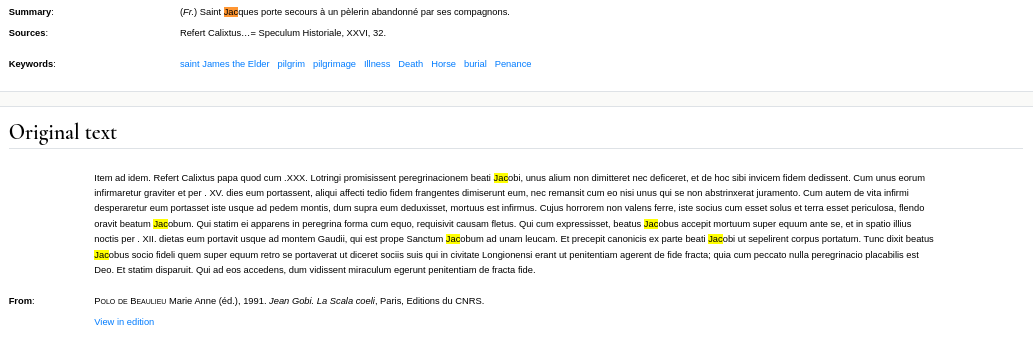 Summary: (Fr.) Saint Jacques porte secours à un pèlerin abandonné par ses compagnons.
Sources: Refert Calixtus…= Speculum Historiale, XXVI, 32.
Keywords: saint James the Elder pilgrim pilgrimage Illness Death Horse burial Penance
Original text
Item ad idem. Refert Calixtus papa quod cum .XXX. Lotringi promisissent peregrinacionem beati Jacobi, unus alium non dimitteret nec deficeret, et de hoc sibi invicem fidem dedissent. Cum unus eorum
infirmaretur graviter et per . XV. dies eum portassent, aliqui affecti tedio fidem frangentes dimiserunt eum, nec remansit cum eo nisi unus qui se non abstrinxerat juramento. Cum autem de vita infirmi
desperaretur eum portasset iste usque ad pedem montis, dum supra eum deduxisset, mortuus est infirmus. Cujus horrorem non valens ferre, iste socius cum esset solus et terra esset periculosa, flendo
oravit beatum Jacobum. Qui statim ei apparens in peregrina forma cum equo, requisivit causam fletus. Qui cum expressisset, beatus Jacobus accepit mortuum super equum ante se, et in spatio illius
noctis per . XII. dietas eum portavit usque ad montem Gaudii, qui est prope Sanctum Jacobum ad unam leucam. Et precepit canonicis ex parte beati Jacobi ut sepelirent corpus portatum. Tunc dixit beatus
Jacobus socio fideli quem super equum retro se portaverat ut diceret sociis suis qui in civitate Longionensi erant ut penitentiam agerent de fide fracta; quia cum peccato nulla peregrinacio placabilis est
Deo. Et statim disparuit. Qui ad eos accedens, dum vidissent miraculum egerunt penitentiam de fracta fide.
From: Polo de Beaulieu Marie Anne (éd.), 1991. Jean Gobi. La Scala coeli, Paris, Editions du CNRS.
View in edition